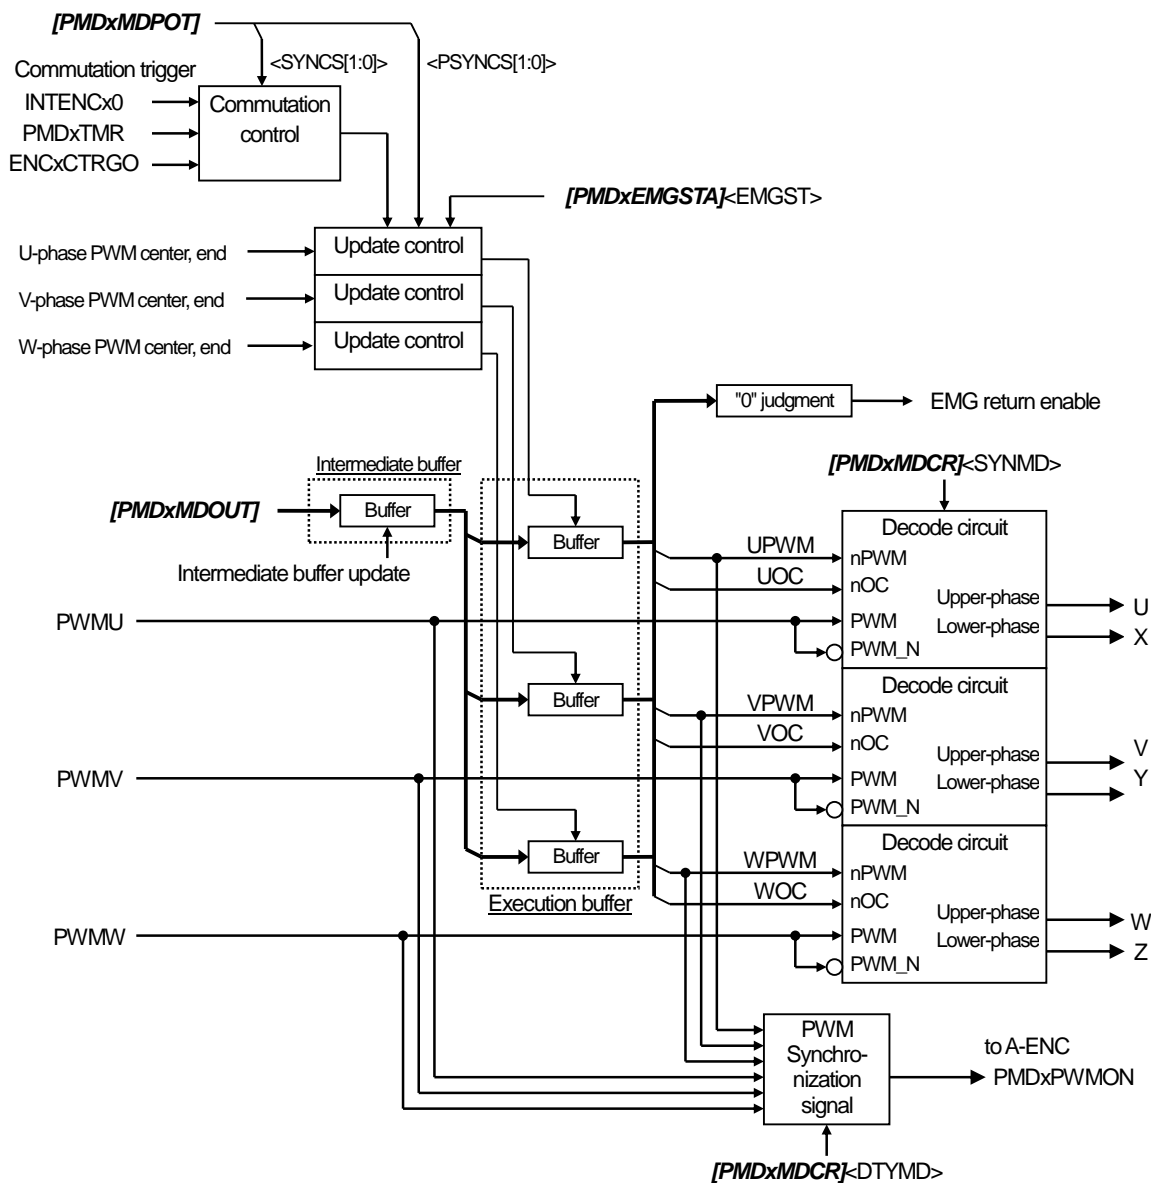 [PMDxMDPOT]
<SYNCS[1:0]>
<PSYNCS[1:0]>
Commutation trigger
INTENCx0
PMDxTMR
ENCxCTRGO
Commutation
control
[PMDxEMGSTA]<EMGST>
U-phase PWM center, end
Update control
V-phase PWM center, end
Update control
W-phase PWM center, end
Update control
"0" judgment
EMG return enable
Intermediate buffer
[PMDxMDCR]<SYNMD>
[PMDxMDOUT]
Buffer
Intermediate buffer update
Buffer
UPWM
UOC
Decode circuit
nPWM
nOC
Upper-phase
Lower-phase
PWM
PWM_N
U
X
PWMU
Buffer
VPWM
VOC
Decode circuit
nPWM
nOC
Upper-phase
Lower-phase
PWM
PWM_N
V
Y
PWMV
Buffer
Execution buffer
WPWM
WOC
Decode circuit
nPWM
nOC
Upper-phase
Lower-phase
PWM
PWM_N
W
Z
PWMW
PWM
Synchro-
nization
signal
to A-ENC
PMDxPWMON
[PMDxMDCR]<DTYMD>